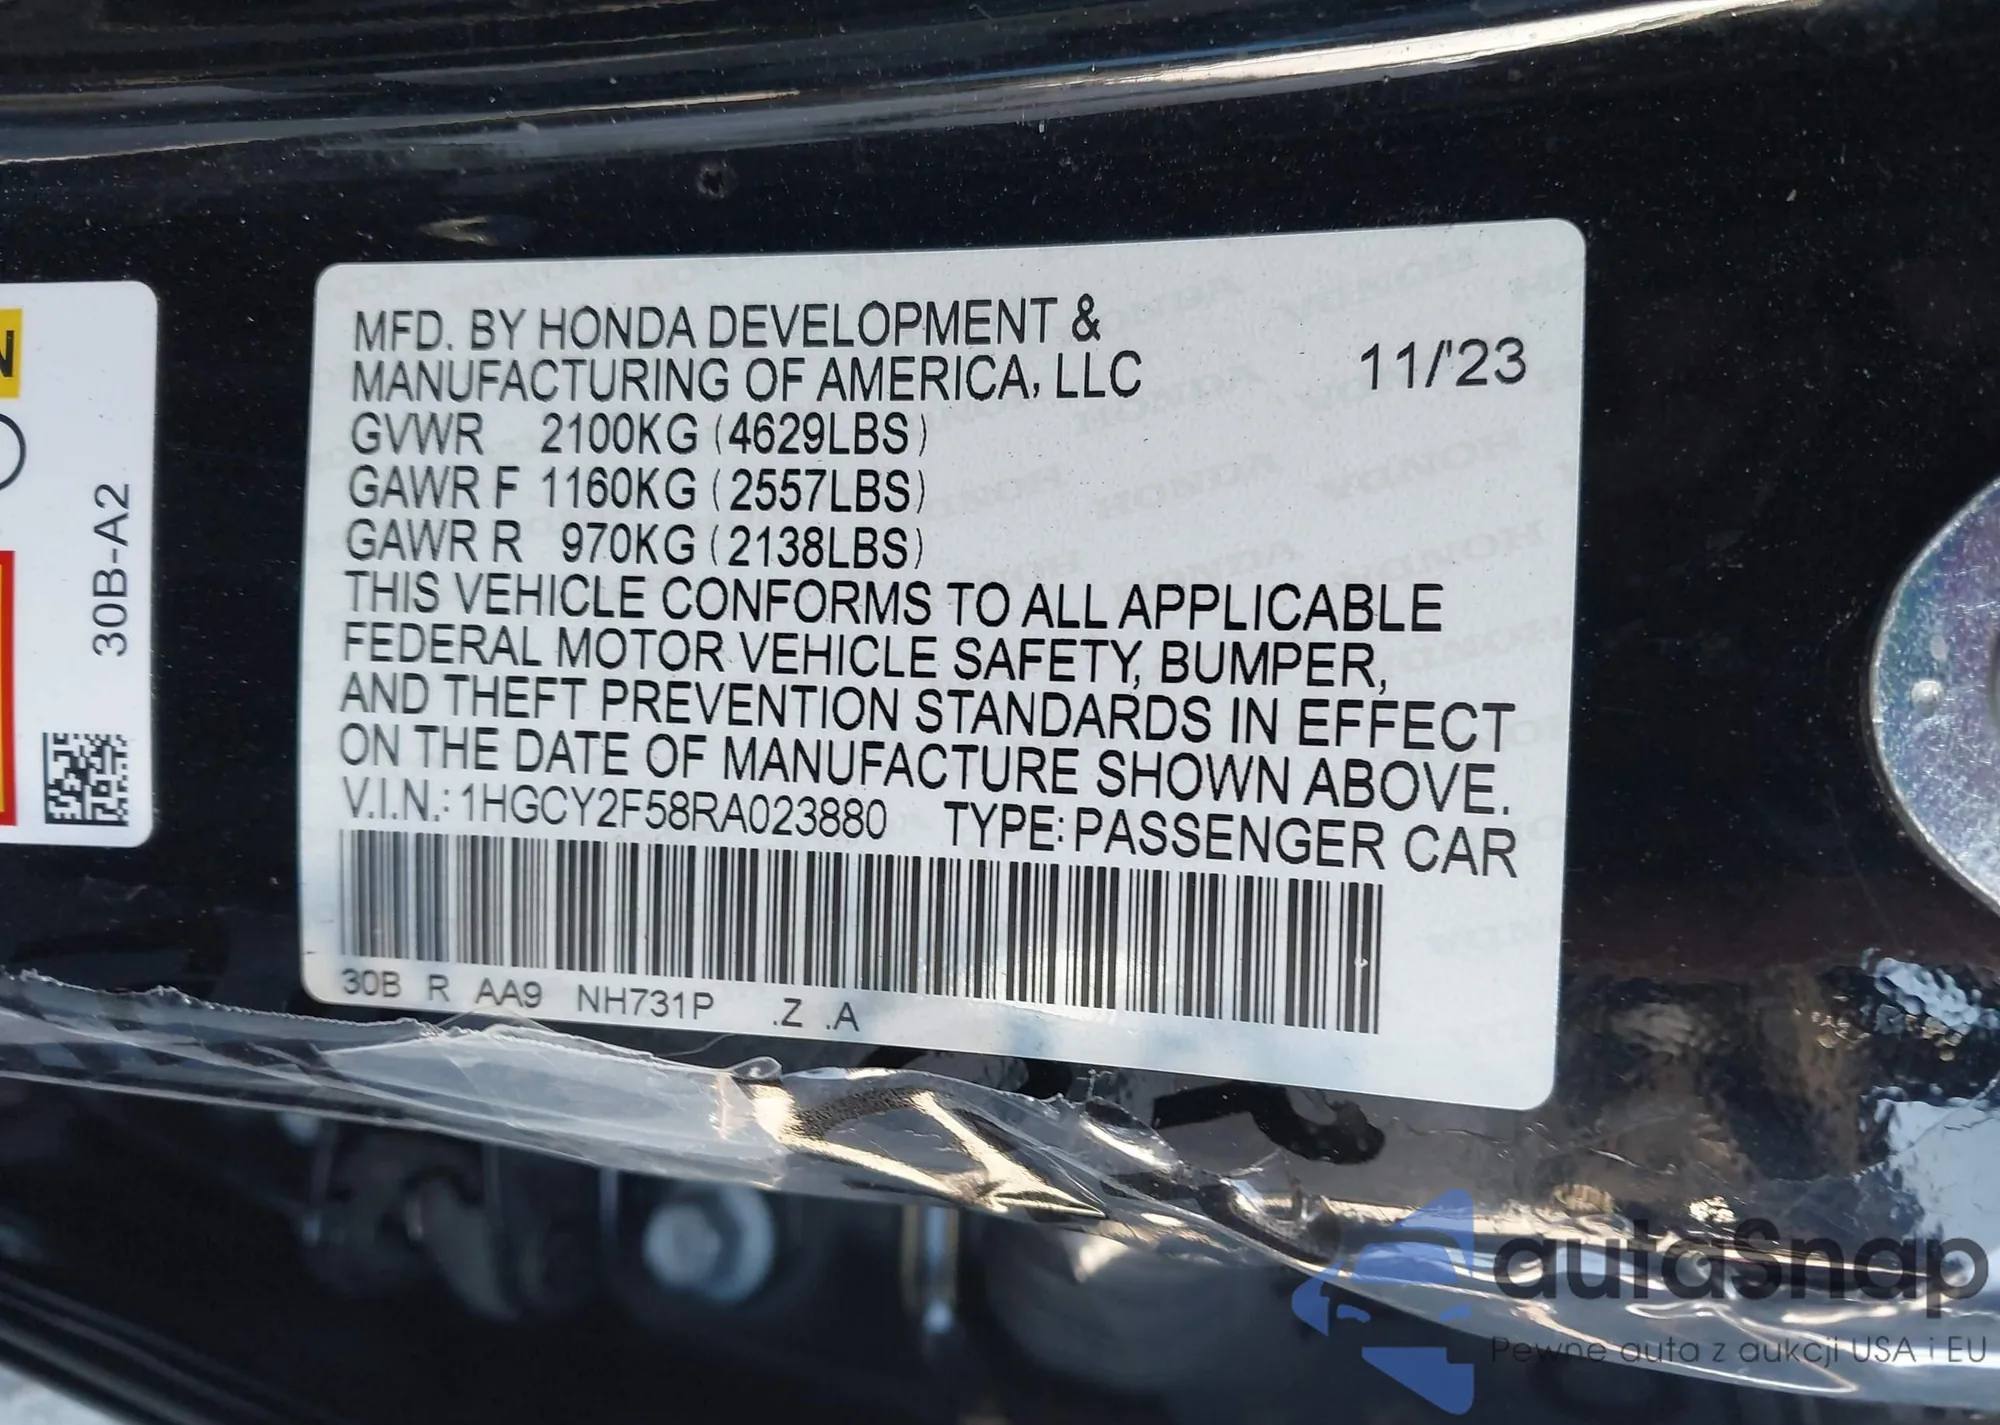 MFD. BY HONDA DEVELOPMENT &
MANUFACTURING OF AMERICA, LLC
11/'23
GVWR 2100KG (4629LBS)
GAWR F 1160KG (2557LBS)
GAWR R 970KG (2138LBS)
THIS VEHICLE CONFORMS TO ALL APPLICABLE
FEDERAL MOTOR VEHICLE SAFETY, BUMPER,
AND THEFT PREVENTION STANDARDS IN EFFECT
ON THE DATE OF MANUFACTURE SHOWN ABOVE.
V.I.N.: 1HGCY2F58RA023880 TYPE: PASSENGER CAR
30B R AA9 NH731P .Z .A
30B-A2
N
autaSnap
Pewne auta z aukcji USA i EU